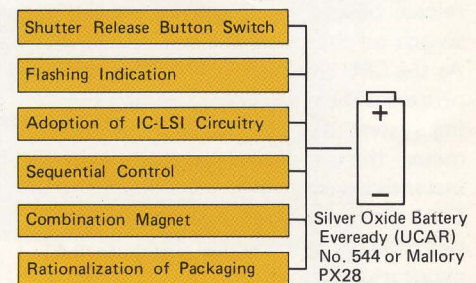 Shutter Release Button Switch
Flashing Indication
Adoption of IC-LSI Circuitry
Sequential Control
Combination Magnet
Rationalization of Packaging
+
–
Silver Oxide Battery
Eveready (UCAR)
No. 544 or Mallory
PX28